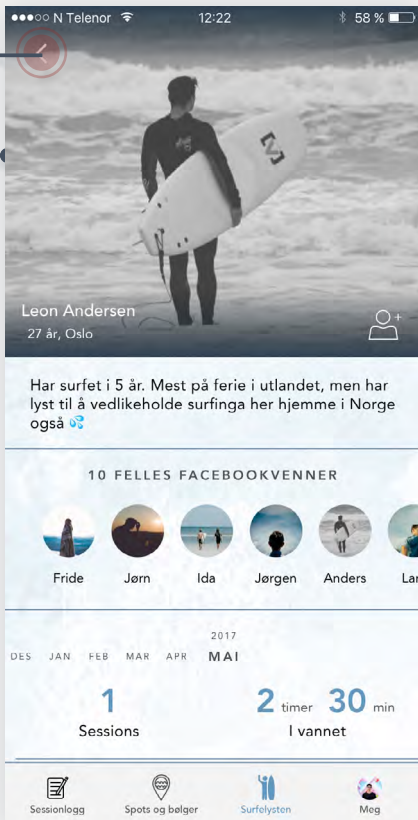 N Telenor 12:22 58 %
Leon Andersen
27 år, Oslo
Har surfet i 5 år. Mest på ferie i utlandet, men har
lyst til å vedlikeholde surfinga her hjemme i Norge
også 💦
10 FELLES FACEBOOKVENNER
Fride Jørn Ida Jørgen Anders Lar
2017
DES JAN FEB MAR APR MAI
1 2 timer 30 min
Sessions I vannet
Sessionlogg Spots og bølger Surfelysten Meg